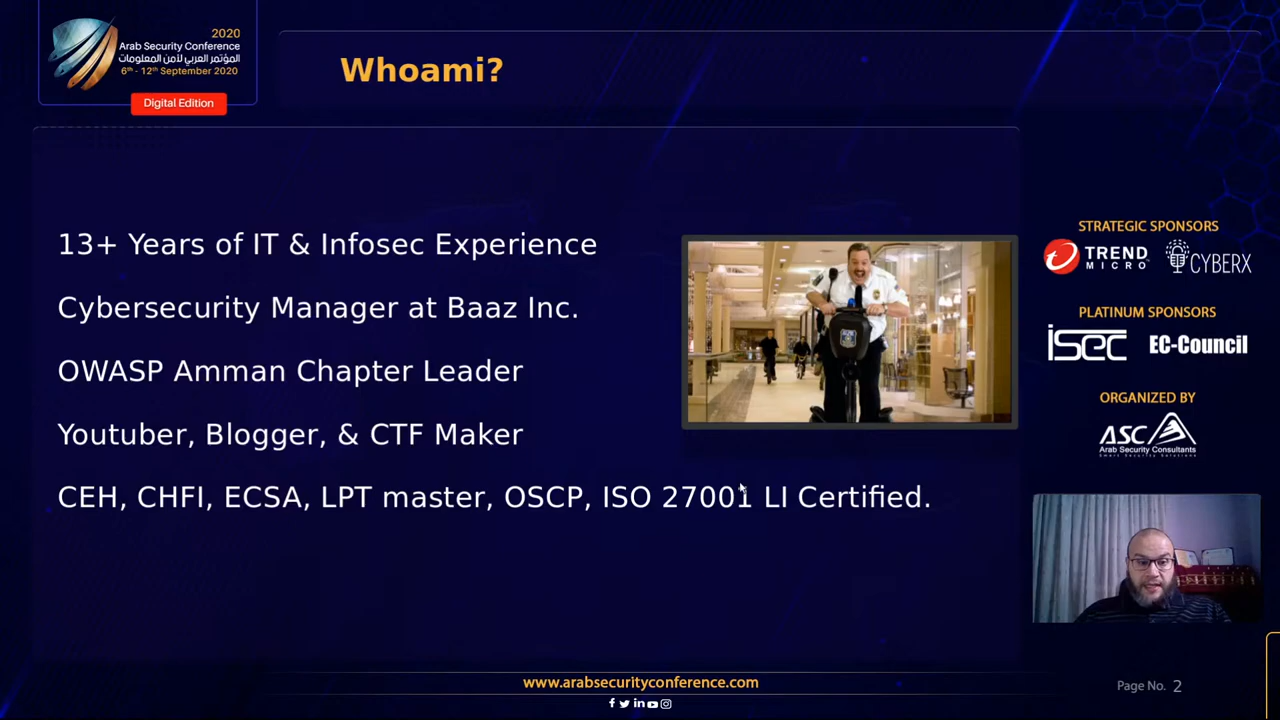 2020
Arab Security Conference
المؤتمر العربي لأمن المعلومات
6th - 12th September 2020
Digital Edition
Whoami?
13+ Years of IT & Infosec Experience
Cybersecurity Manager at Baaz Inc.
OWASP Amman Chapter Leader
Youtuber, Blogger, & CTF Maker
CEH, CHFI, ECSA, LPT master, OSCP, ISO 27001 LI Certified.
STRATEGIC SPONSORS
TREND MICRO
CYBERX
PLATINUM SPONSORS
isec
EC-Council
ORGANIZED BY
ASC
Arab Security Consultants
Smart Security Solutions
www.arabsecurityconference.com
Page No. 2